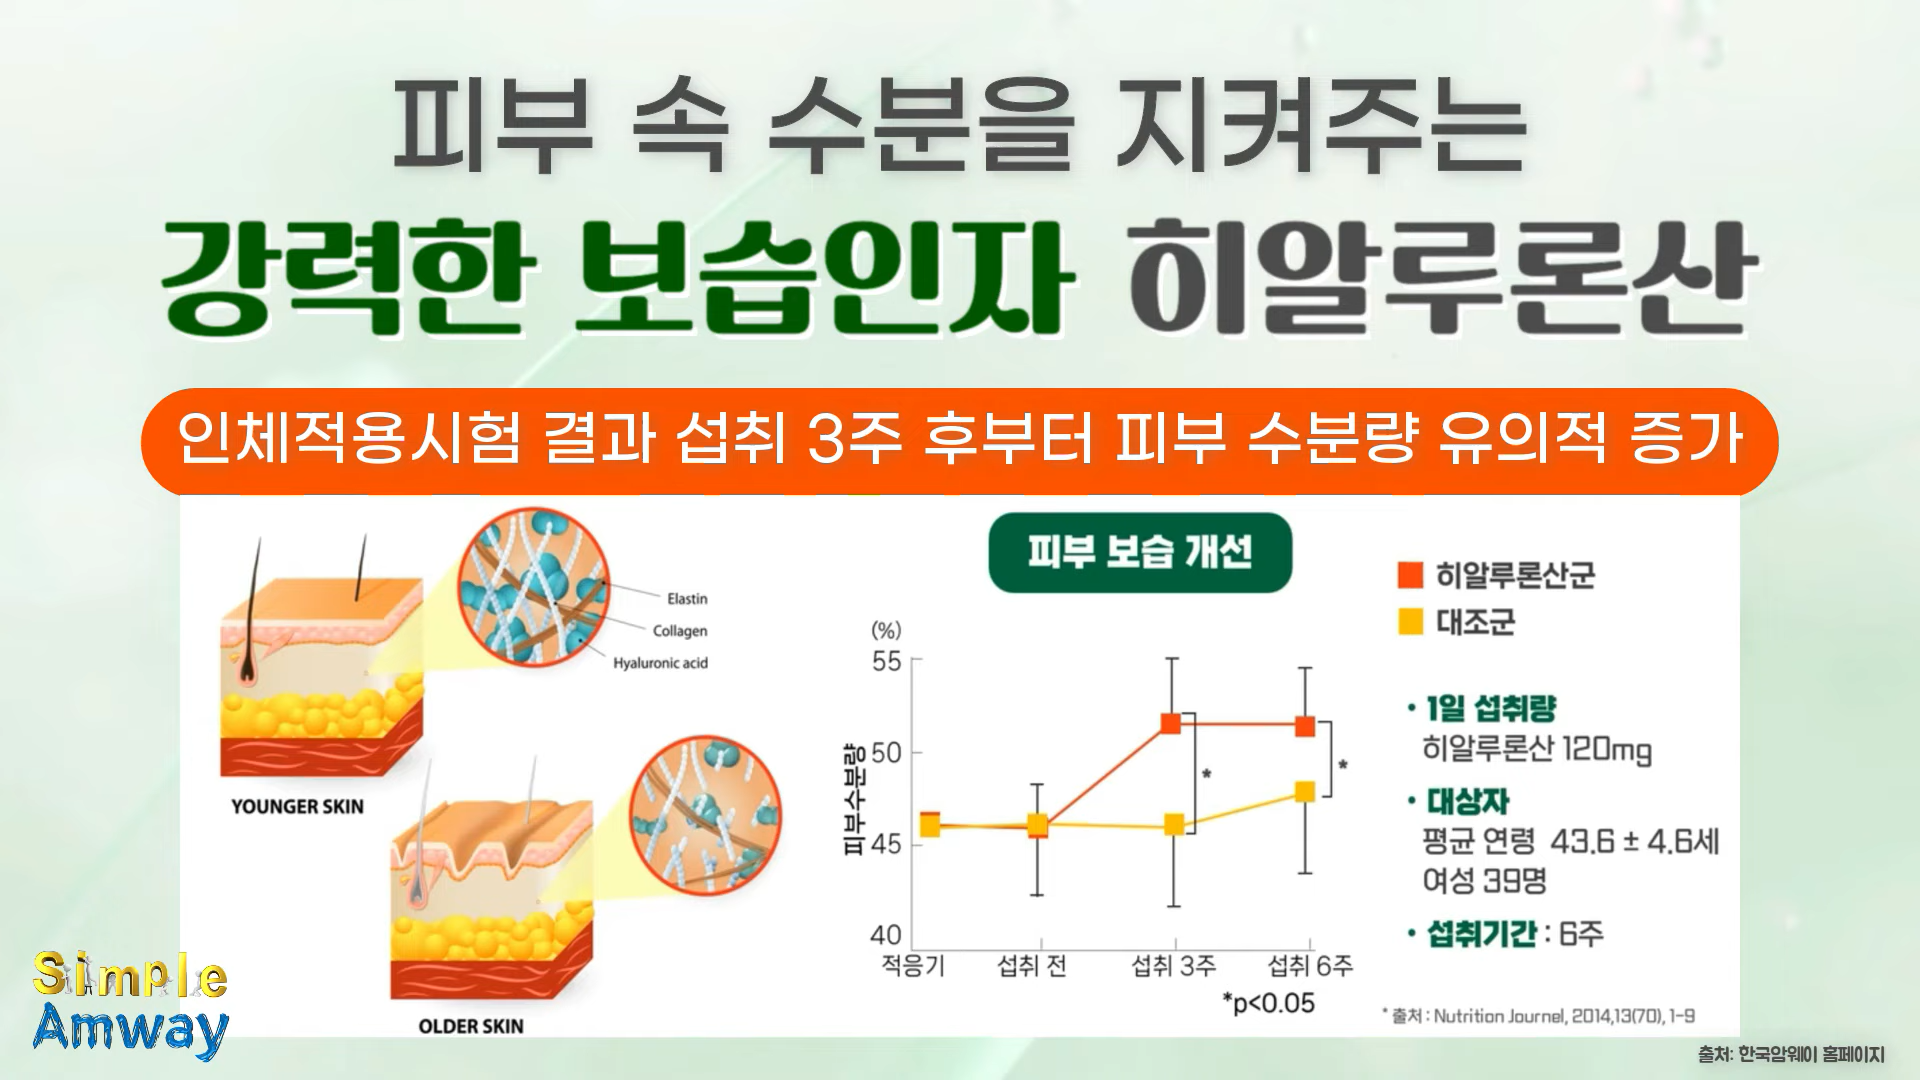 피부 속 수분을 지켜주는
강력한 보습인자 히알루론산
인체적용시험 결과 섭취 3주 후부터 피부 수분량 유의적 증가
Elastin
Collagen
Hyaluronic acid
YOUNGER SKIN
OLDER SKIN
피부 보습 개선
히알루론산군
대조군
(%)
55
50
45
40
피부수분량
*
*
적응기
섭취 전
섭취 3주
섭취 6주
*p<0.05
· 1일 섭취량
히알루론산 120mg
· 대상자
평균 연령 43.6 ± 4.6세
여성 39명
· 섭취기간 : 6주
* 출처 : Nutrition Journel, 2014,13(70), 1-9
Simple
Amway
출처: 한국암웨이 홈페이지